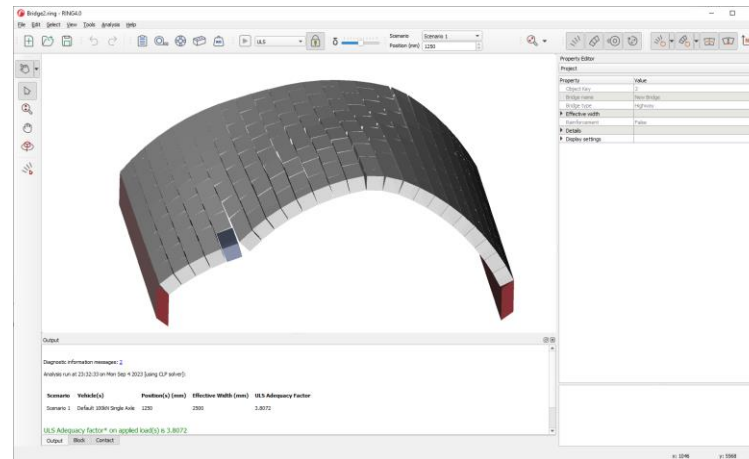 Bridge2.ring - RING4.0
File Edit Select View Tools Analysis Help
ULS
δ
Scenario Scenario 1
Position (mm) 1250
Property Editor
Project
Property Value
Object Key 2
Bridge name New Bridge
Bridge type Highway
Effective width
Reinforcement False
Details
Display settings
Output
Diagnostic information messages: 2
Analysis run at 23:32:33 on Mon Sep 4 2023 [using CLP solver]:
Scenario Vehicle(s) Position(s) (mm) Effective Width (mm) ULS Adequacy Factor
Scenario 1 Default 100kN Single Axle 1250 2500 3.8072
ULS Adequacy factor* on applied load(s) is 3.8072.
Output Block Contact
x: 1046 y: 5568